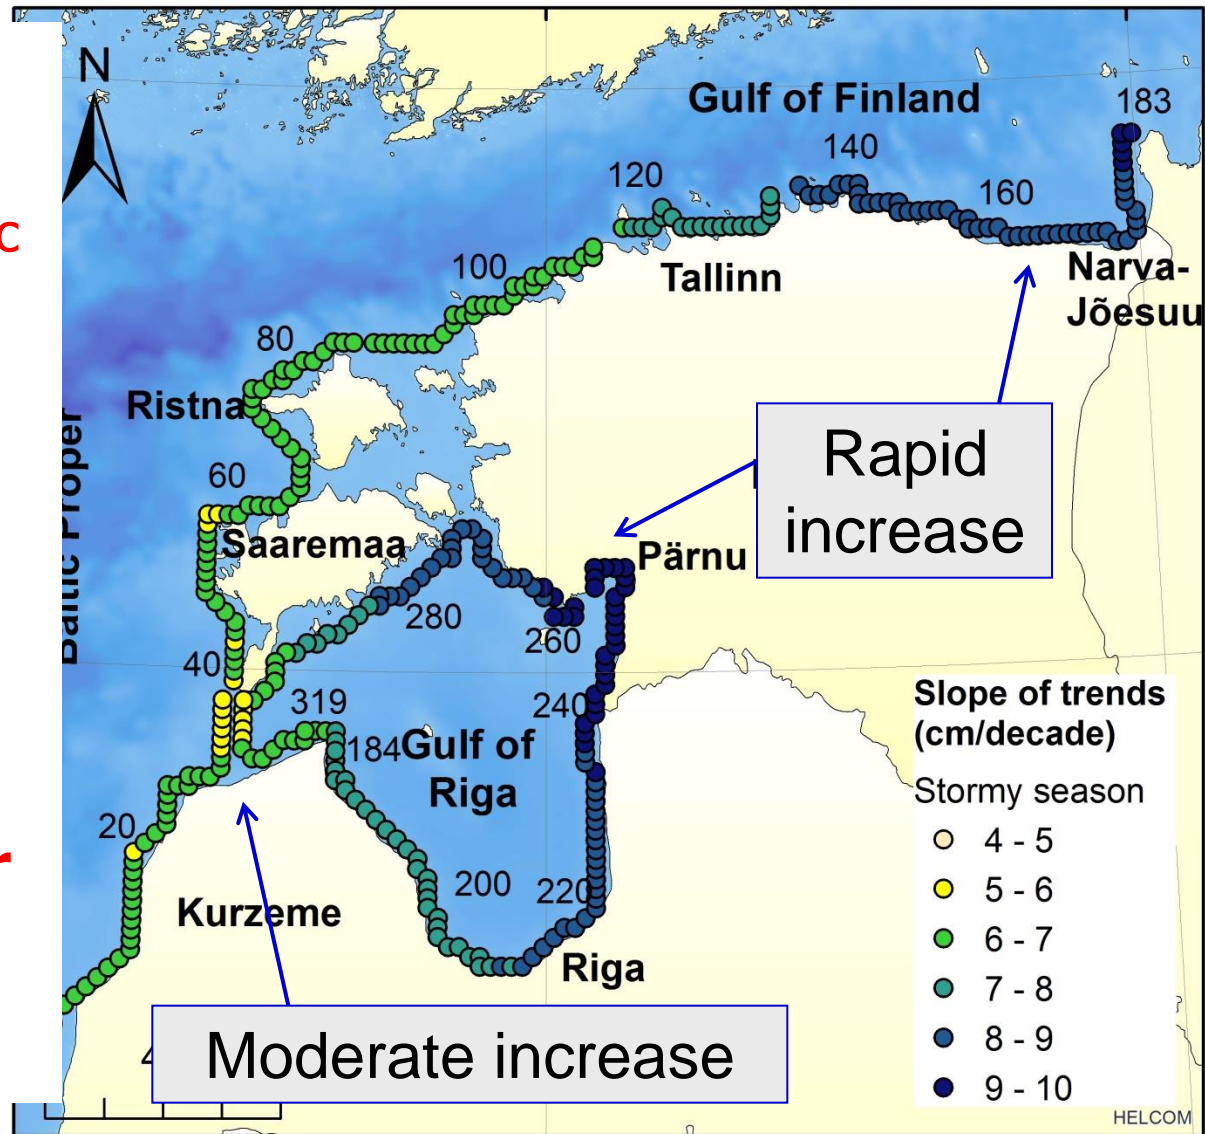 N
Gulf of Finland
183
140
120
160
c
100
Tallinn
Narva-
Jõesuu
80
Ristna
Baltic Proper
Rapid
increase
60
Saaremaa
Pärnu
280
260
40
319
240
184
Gulf of
Riga
Slope of trends
(cm/decade)
Stormy season
20
r
4 - 5
5 - 6
200
220
Kurzeme
6 - 7
Riga
7 - 8
Moderate increase
8 - 9
9 - 10
HELCOM